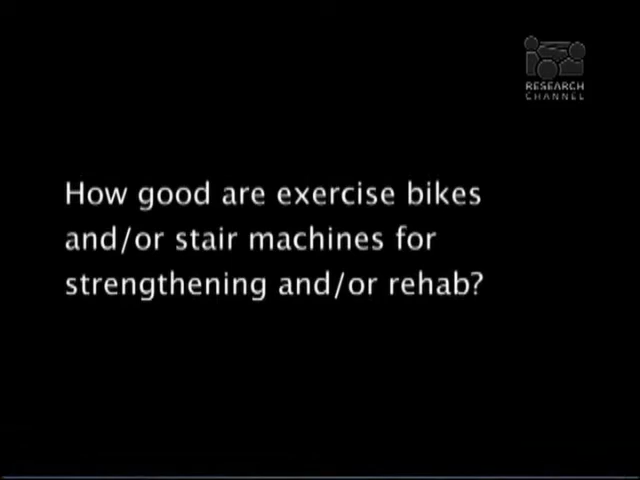 RESEARCH
CHANNEL
How good are exercise bikes
and/or stair machines for
strengthening and/or rehab?